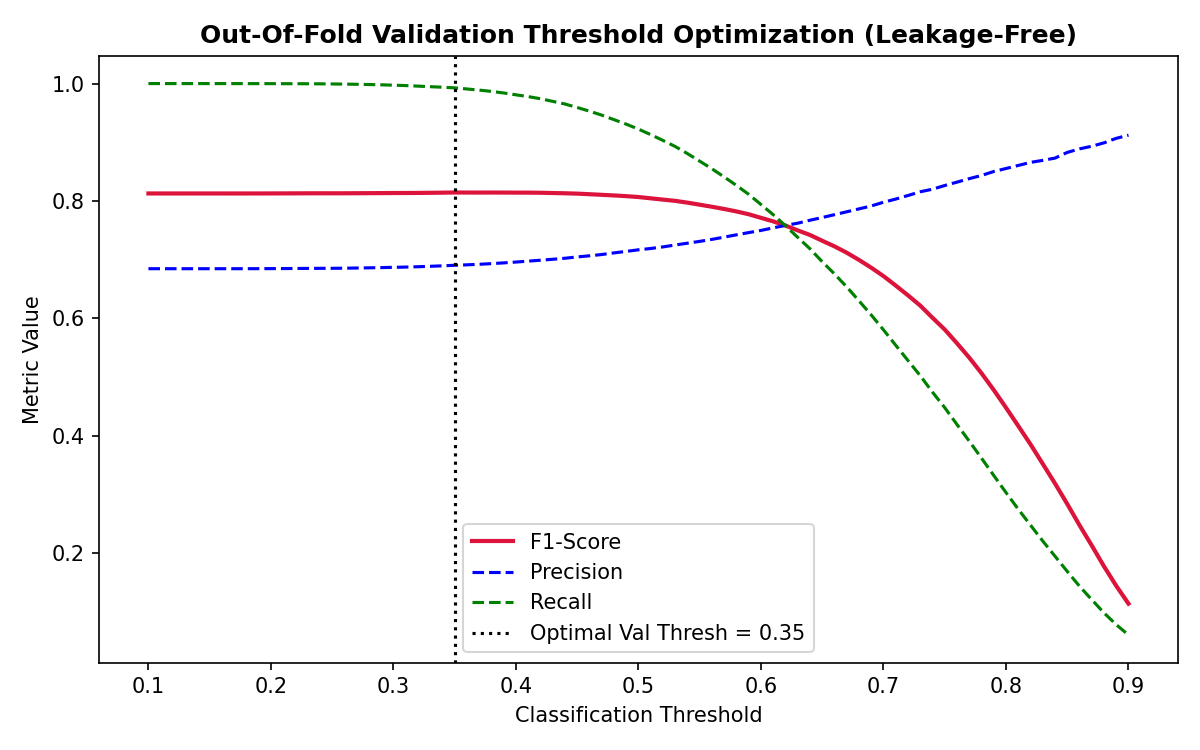 Out-Of-Fold Validation Threshold Optimization (Leakage-Free)
Metric Value
1.0
0.8
0.6
0.4
0.2
F1-Score
Precision
Recall
Optimal Val Thresh = 0.35
0.1 0.2 0.3 0.4 0.5 0.6 0.7 0.8 0.9
Classification Threshold